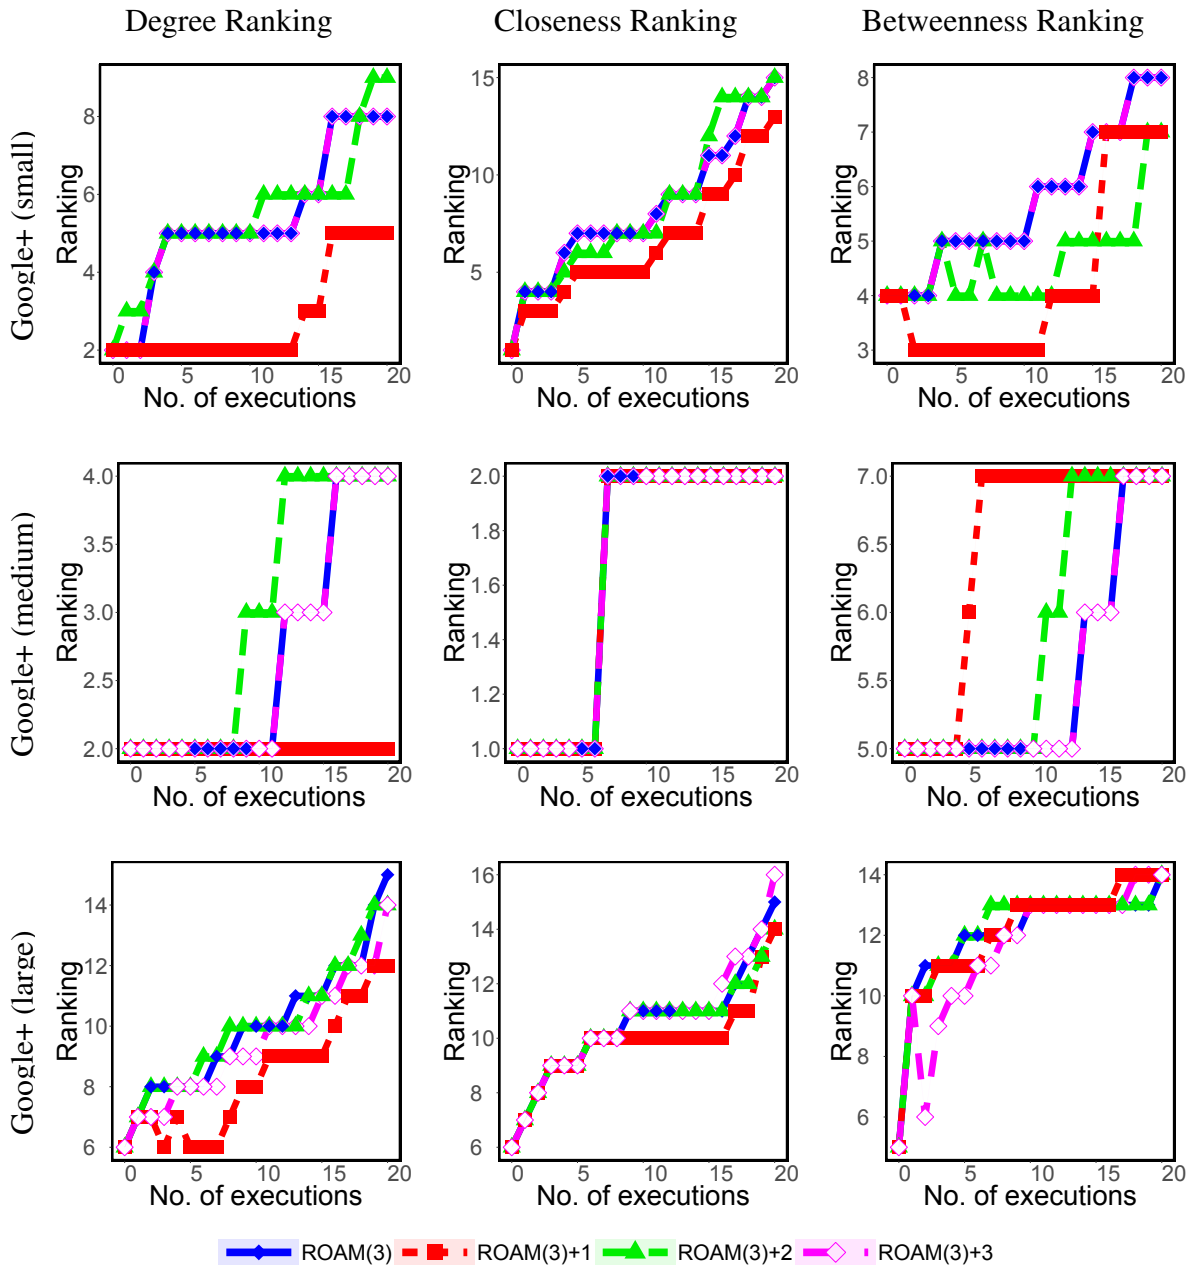 Degree Ranking Closeness Ranking Betweenness Ranking
Google+ (small)
Ranking
8
6
4
2
0 5 10 15 20
No. of executions
Ranking
15
10
5
0 5 10 15 20
No. of executions
Ranking
8
7
6
5
4
3
0 5 10 15 20
No. of executions
Google+ (medium)
Ranking
4.0
3.5
3.0
2.5
2.0
0 5 10 15 20
No. of executions
Ranking
2.0
1.8
1.6
1.4
1.2
1.0
0 5 10 15 20
No. of executions
Ranking
7.0
6.5
6.0
5.5
5.0
0 5 10 15 20
No. of executions
Google+ (large)
Ranking
14
12
10
8
6
0 5 10 15 20
No. of executions
Ranking
16
14
12
10
8
6
0 5 10 15 20
No. of executions
Ranking
14
12
10
8
6
0 5 10 15 20
No. of executions
ROAM(3) ROAM(3)+1 ROAM(3)+2 ROAM(3)+3